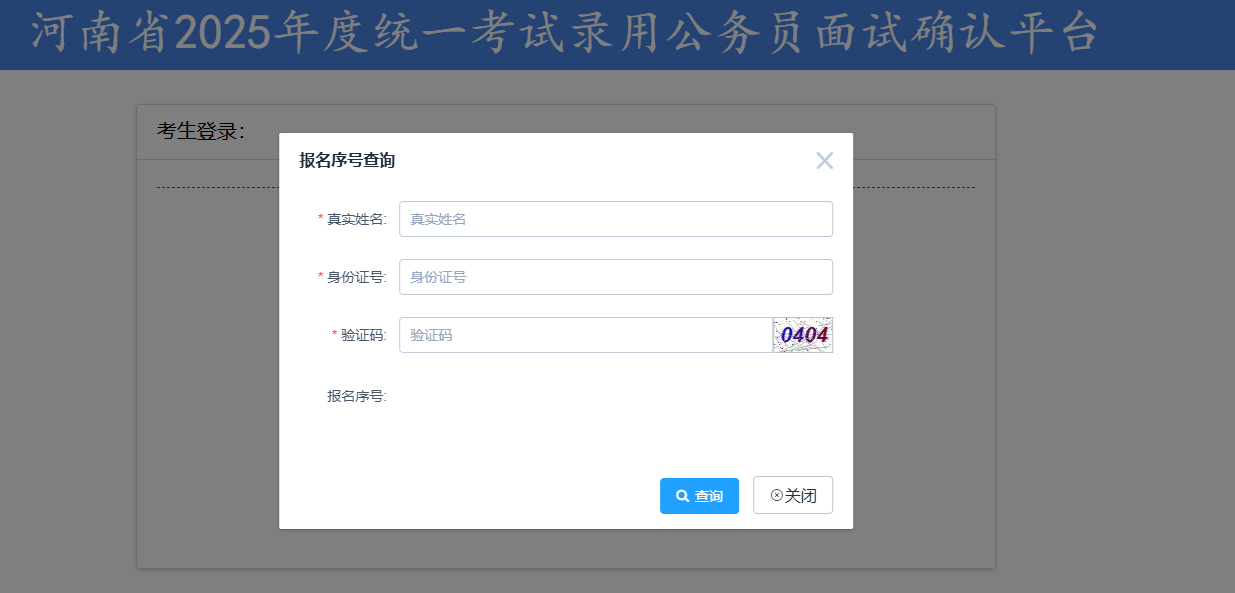 河南省2025年度统一考试录用公务员面试确认平台
考生登录:
报名序号查询
* 真实姓名: 真实姓名
* 身份证号: 身份证号
* 验证码: 验证码 0404
报名序号:
查询 关闭